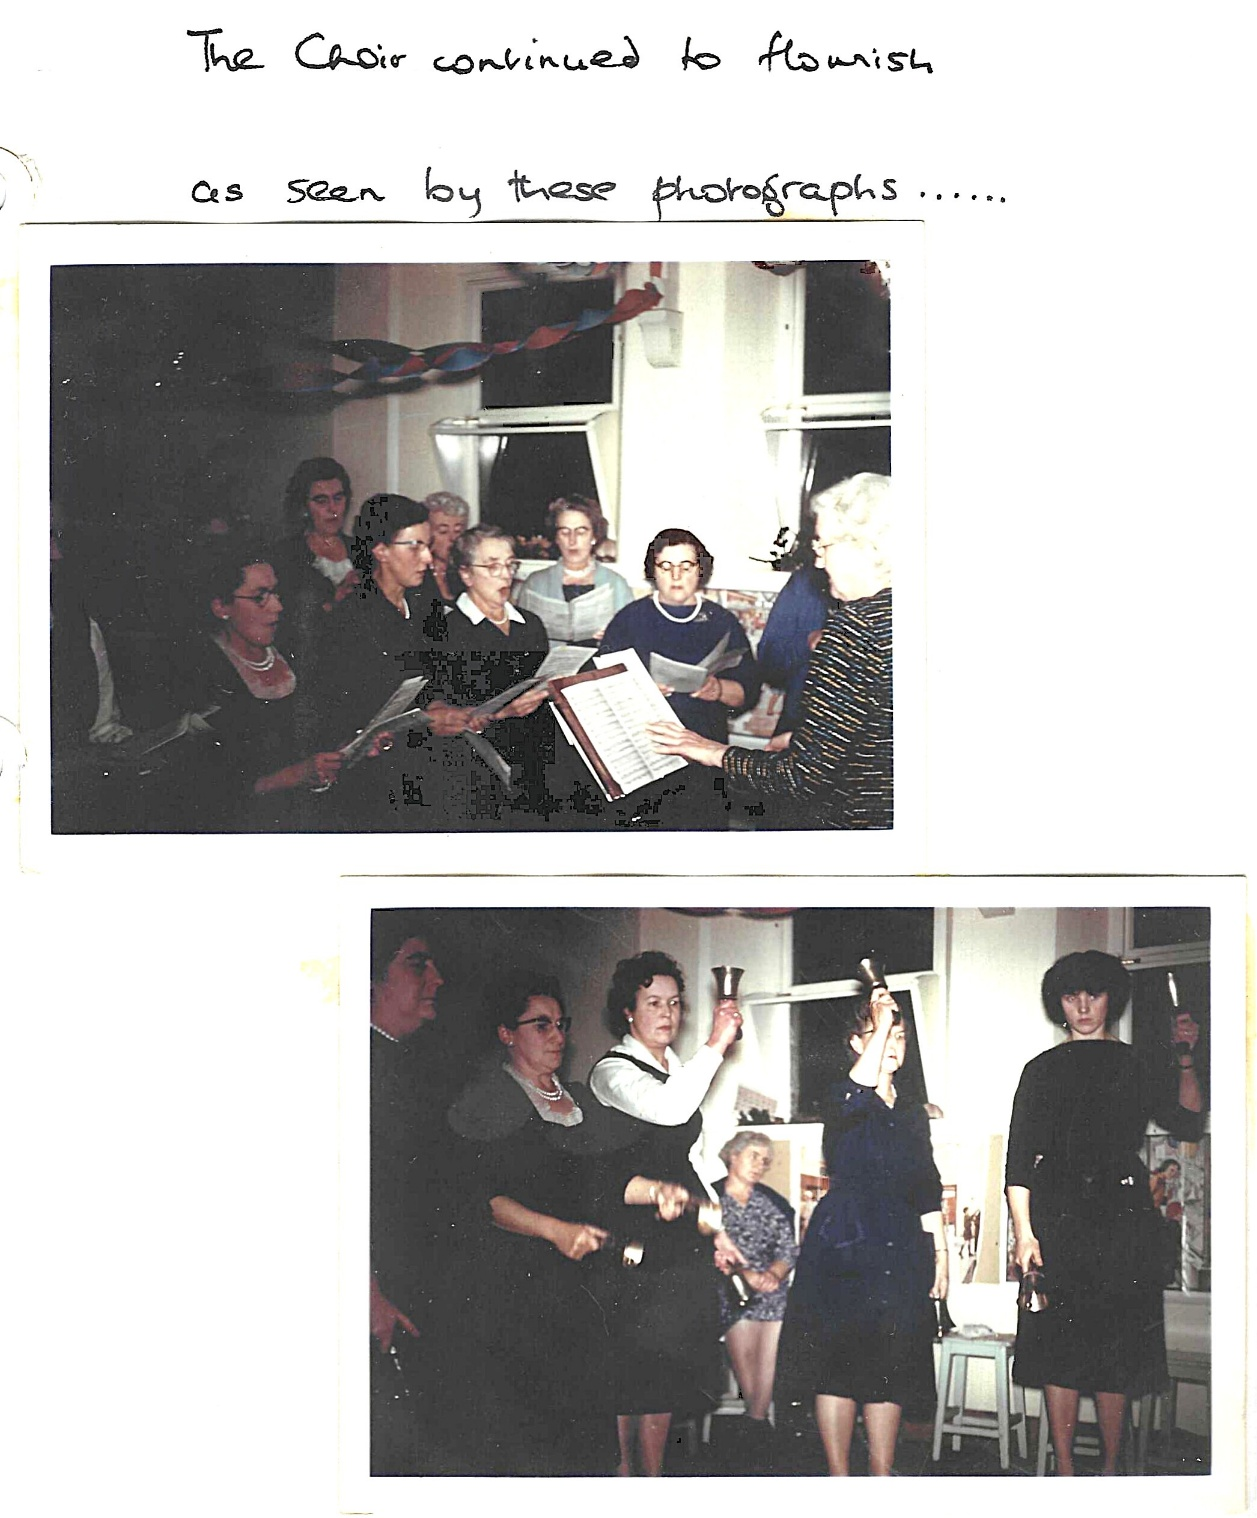 The Choir continued to flourish
as seen by these photographs......